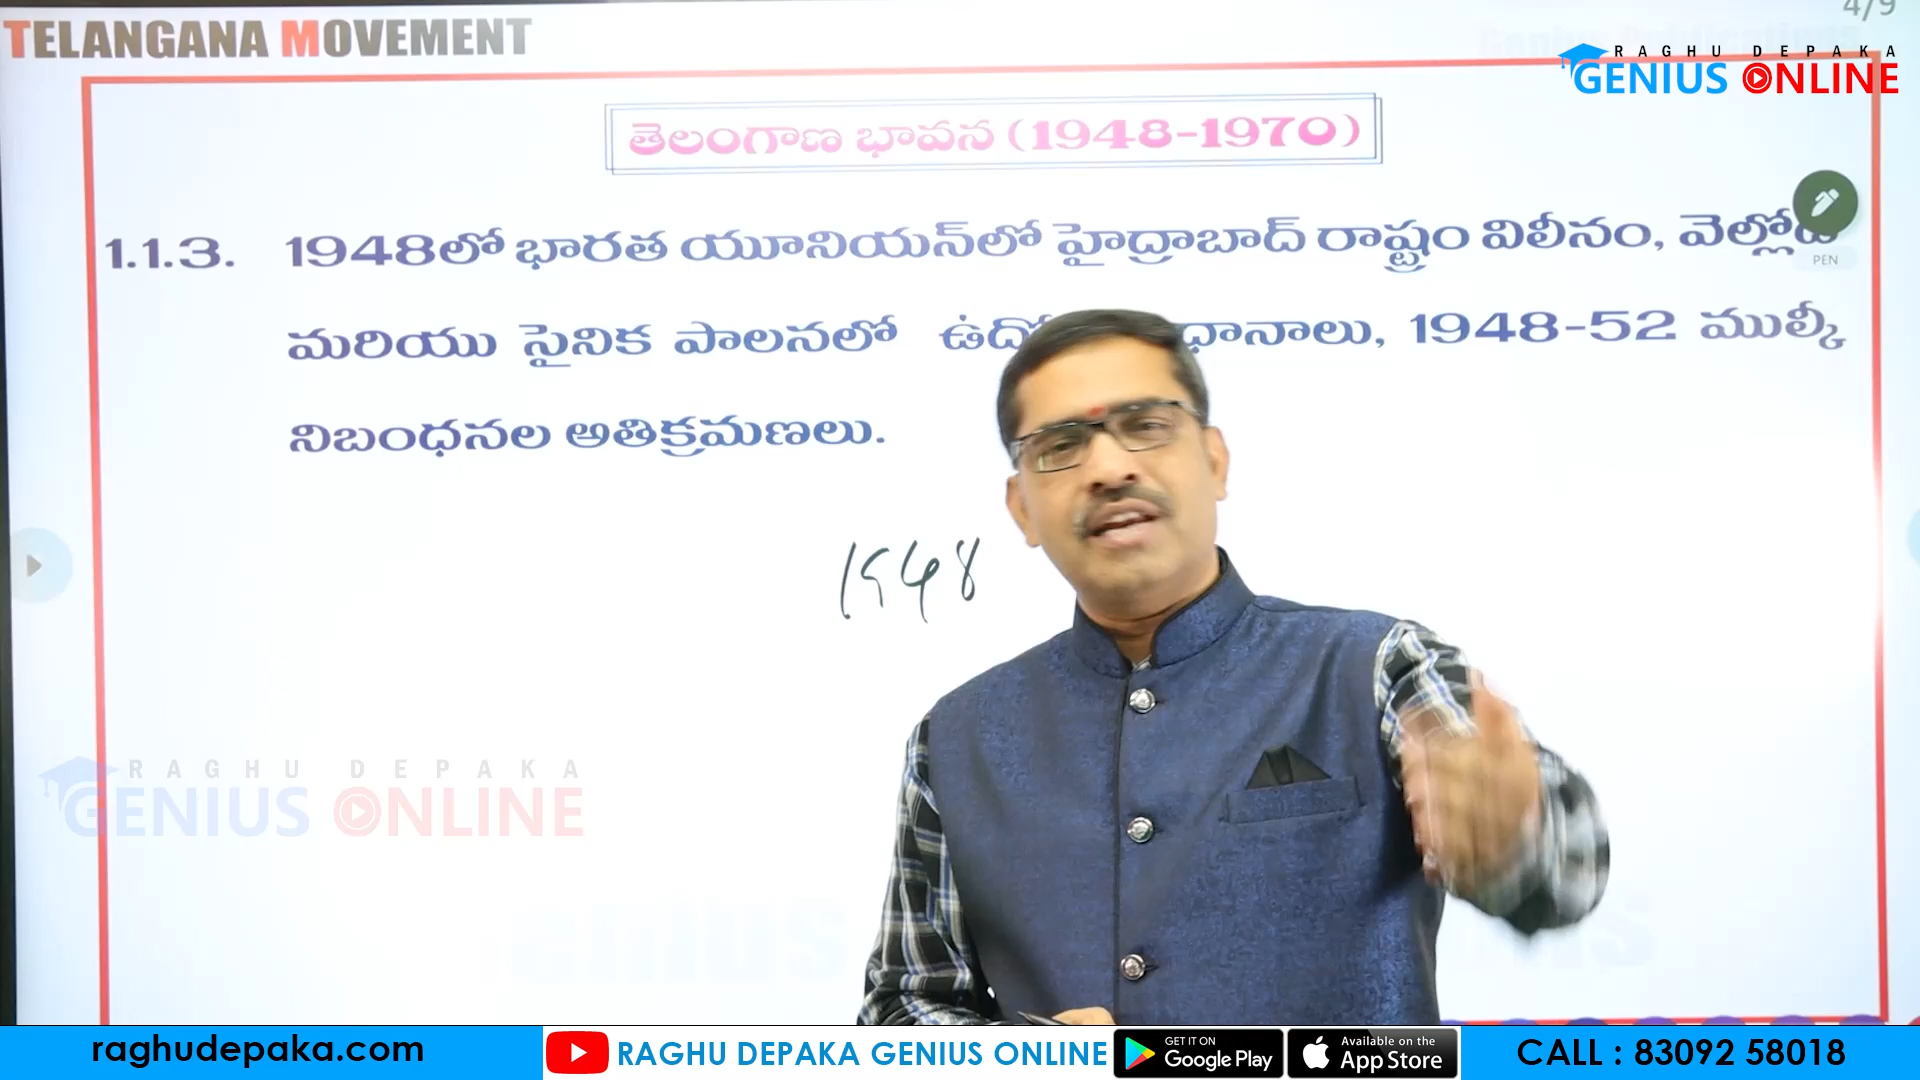 TELANGANA MOVEMENT
4/9
RAGHU DEPAKA
GENIUS ONLINE
తెలంగాణ భావన (1948-1970)
1.1.3. 1948లో భారత యూనియన్‌లో హైద్రాబాద్ రాష్ట్రం విలీనం,
PEN
మరియు సైనిక పాలనలో 1948-52 ముల్కీ
నిబంధనల అతిక్రమణలు.
1948
RAGHU DEPAKA
GENIUS ONLINE
raghudepaka.com
RAGHU DEPAKA GENIUS ONLINE
GET IT ON
Google Play
Available on the
App Store
CALL : 83092 58018